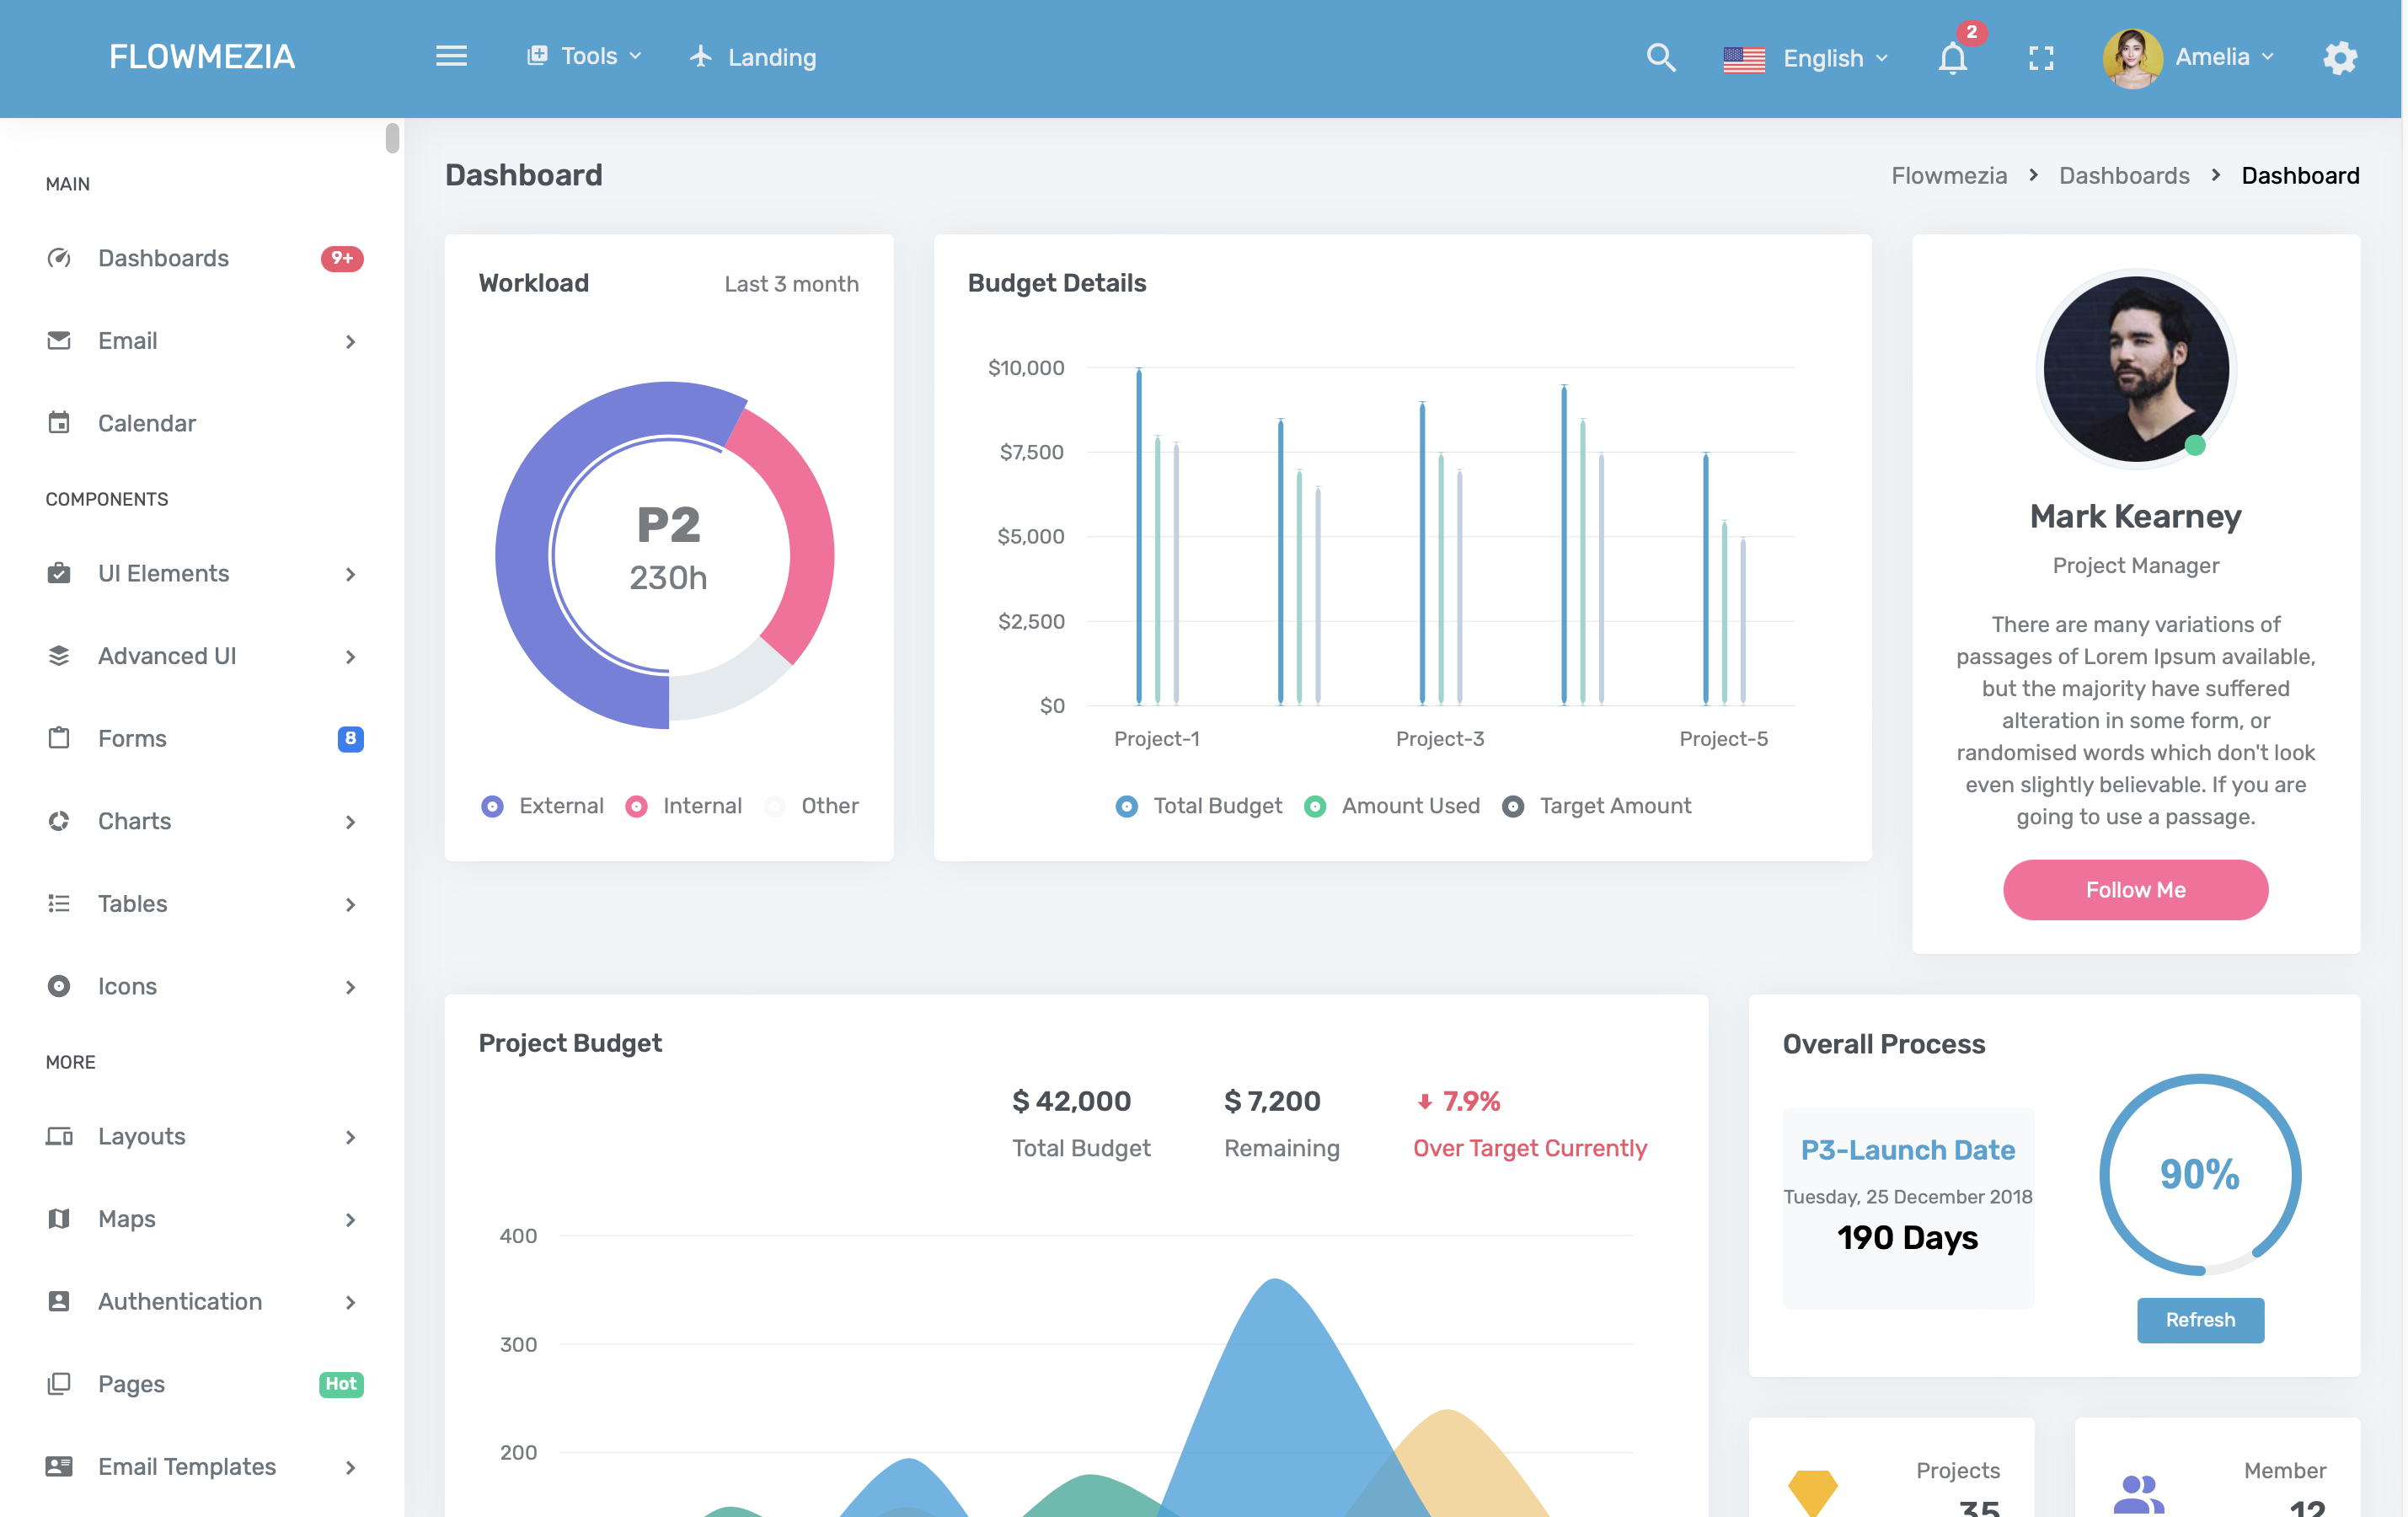 FLOWMEZIA
Tools
Landing
English
2
Amelia
MAIN
Dashboards
9+
Email
Calendar
COMPONENTS
UI Elements
Advanced UI
Forms
8
Charts
Tables
Icons
MORE
Layouts
Maps
Authentication
Pages
Hot
Email Templates
Dashboard
Flowmezia
Dashboards
Dashboard
Workload
Last 3 month
P2
230h
External
Internal
Other
Budget Details
$10,000
$7,500
$5,000
$2,500
$0
Project-1
Project-3
Project-5
Total Budget
Amount Used
Target Amount
Mark Kearney
Project Manager
There are many variations of
passages of Lorem Ipsum available,
but the majority have suffered
alteration in some form, or
randomised words which don't look
even slightly believable. If you are
going to use a passage.
Follow Me
Project Budget
$ 42,000
Total Budget
$ 7,200
Remaining
7.9%
Over Target Currently
400
300
200
Overall Process
P3-Launch Date
Tuesday, 25 December 2018
190 Days
90%
Refresh
Projects
35
Member
12